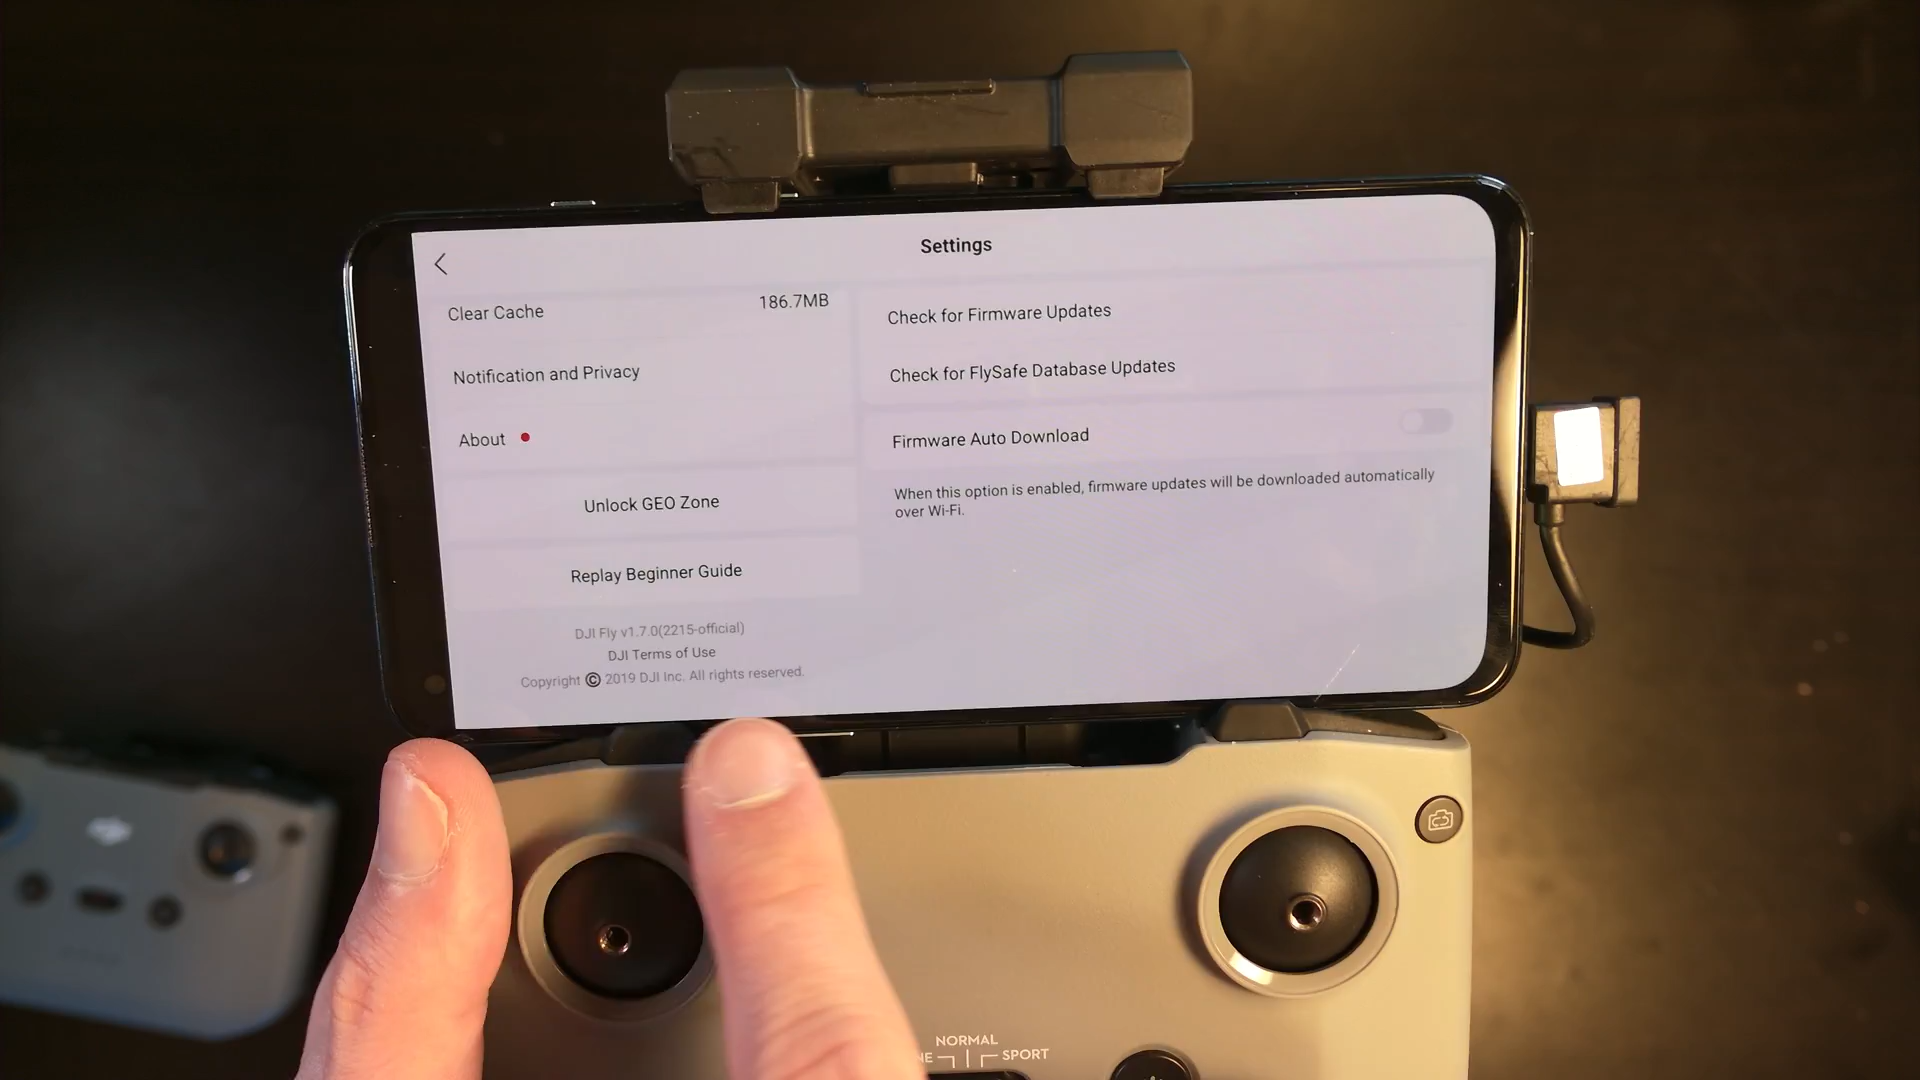 Settings
Clear Cache 186.7MB
Notification and Privacy
About
Unlock GEO Zone
Replay Beginner Guide
DJI Fly v1.7.0(2215-official)
DJI Terms of Use
Copyright © 2019 DJI Inc. All rights reserved.
Check for Firmware Updates
Check for FlySafe Database Updates
Firmware Auto Download
When this option is enabled, firmware updates will be downloaded automatically
over Wi-Fi.
NORMAL
SPORT